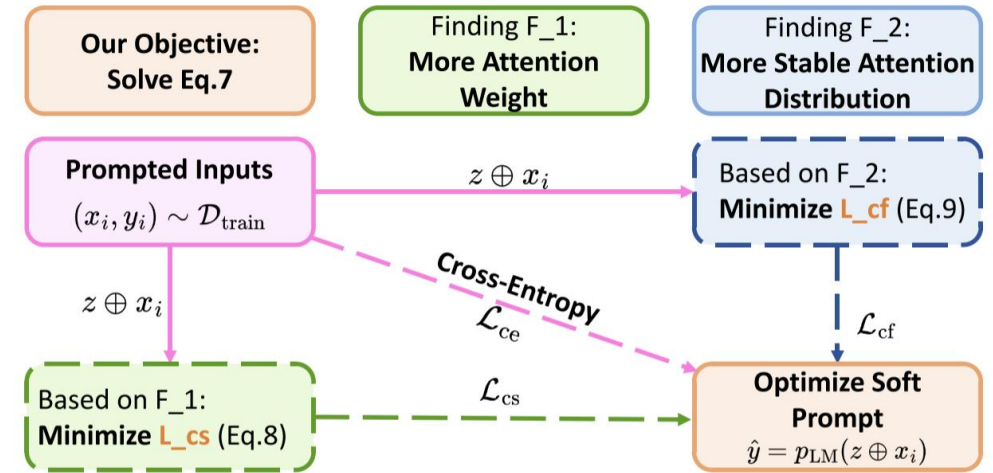 Our Objective:
Solve Eq.7
Finding F_1:
More Attention
Weight
Finding F_2:
More Stable Attention
Distribution
Prompted Inputs
(x_i, y_i) ∼ 𝒟_train
z ⊕ x_i
Based on F_2:
Minimize L_cf (Eq.9)
z ⊕ x_i
Cross-Entropy
ℒ_ce
ℒ_cf
Based on F_1:
Minimize L_cs (Eq.8)
ℒ_cs
Optimize Soft
Prompt
ŷ = p_LM(z ⊕ x_i)